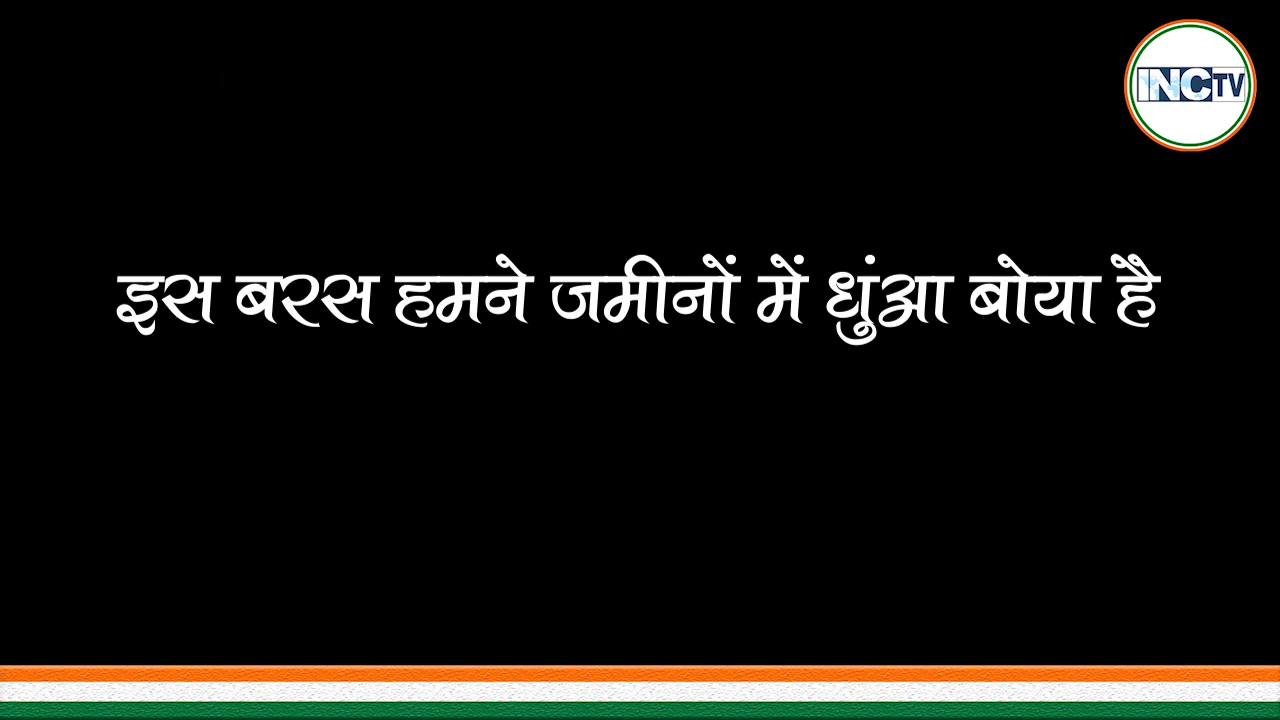 INCTV
इस बरस हमने जमीनों में धुंआ बोया है